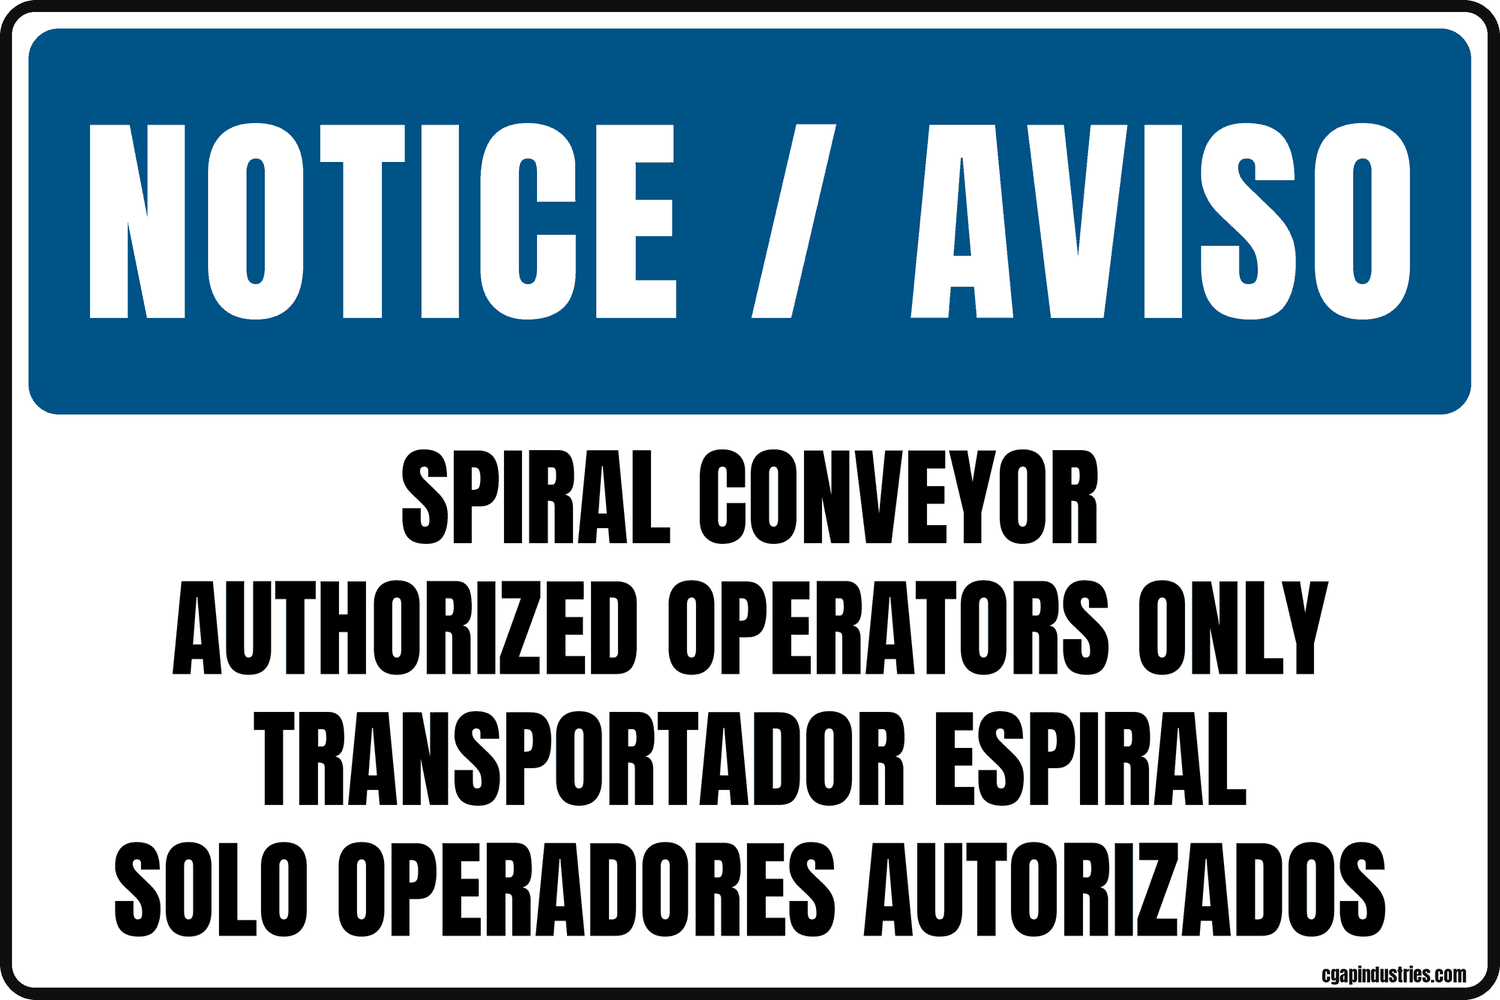 NOTICE / AVISO
SPIRAL CONVEYOR
AUTHORIZED OPERATORS ONLY
TRANSPORTADOR ESPIRAL
SOLO OPERADORES AUTORIZADOS
cgapindustries.com